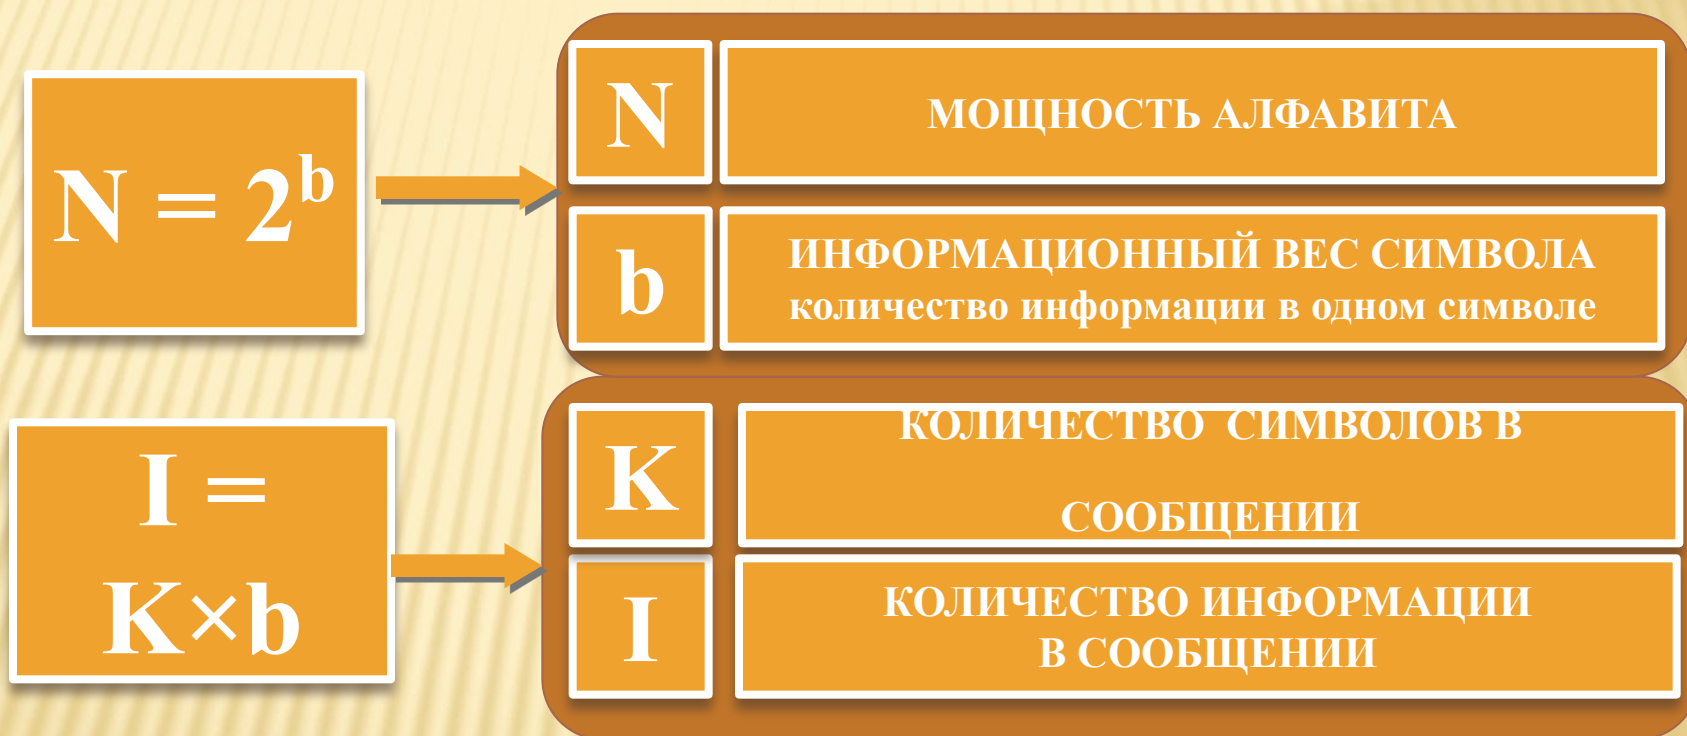 N = 2ᵇ
N
МОЩНОСТЬ АЛФАВИТА
b
ИНФОРМАЦИОННЫЙ ВЕС СИМВОЛА
количество информации в одном символе
I =
K×b
K
КОЛИЧЕСТВО СИМВОЛОВ В
СООБЩЕНИИ
I
КОЛИЧЕСТВО ИНФОРМАЦИИ
В СООБЩЕНИИ